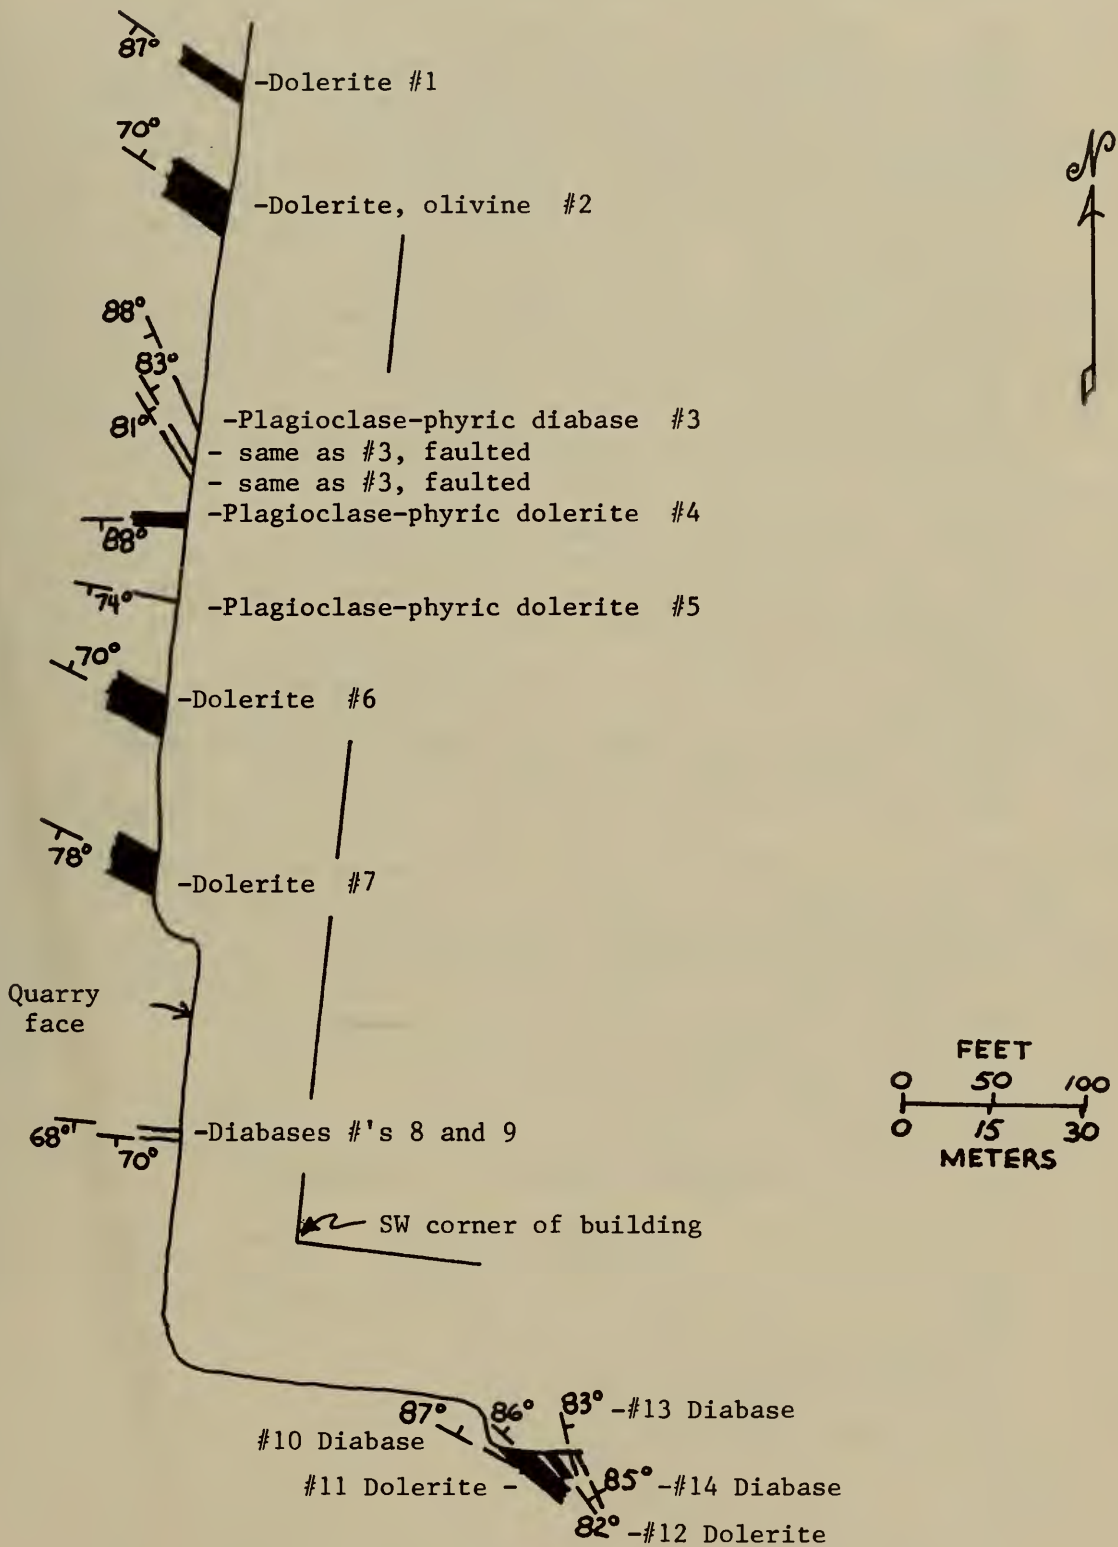 87°
-Dolerite #1
N
70°
-Dolerite, olivine #2
88°
83°
81°
-Plagioclase-phyric diabase #3
- same as #3, faulted
- same as #3, faulted
-Plagioclase-phyric dolerite #4
88°
74°
-Plagioclase-phyric dolerite #5
70°
-Dolerite #6
78°
-Dolerite #7
Quarry
face
FEET
0 50 100
0 15 30
METERS
68°
70°
-Diabases #'s 8 and 9
SW corner of building
87°
86°
83° -#13 Diabase
#10 Diabase
#11 Dolerite -
85° -#14 Diabase
82° -#12 Dolerite